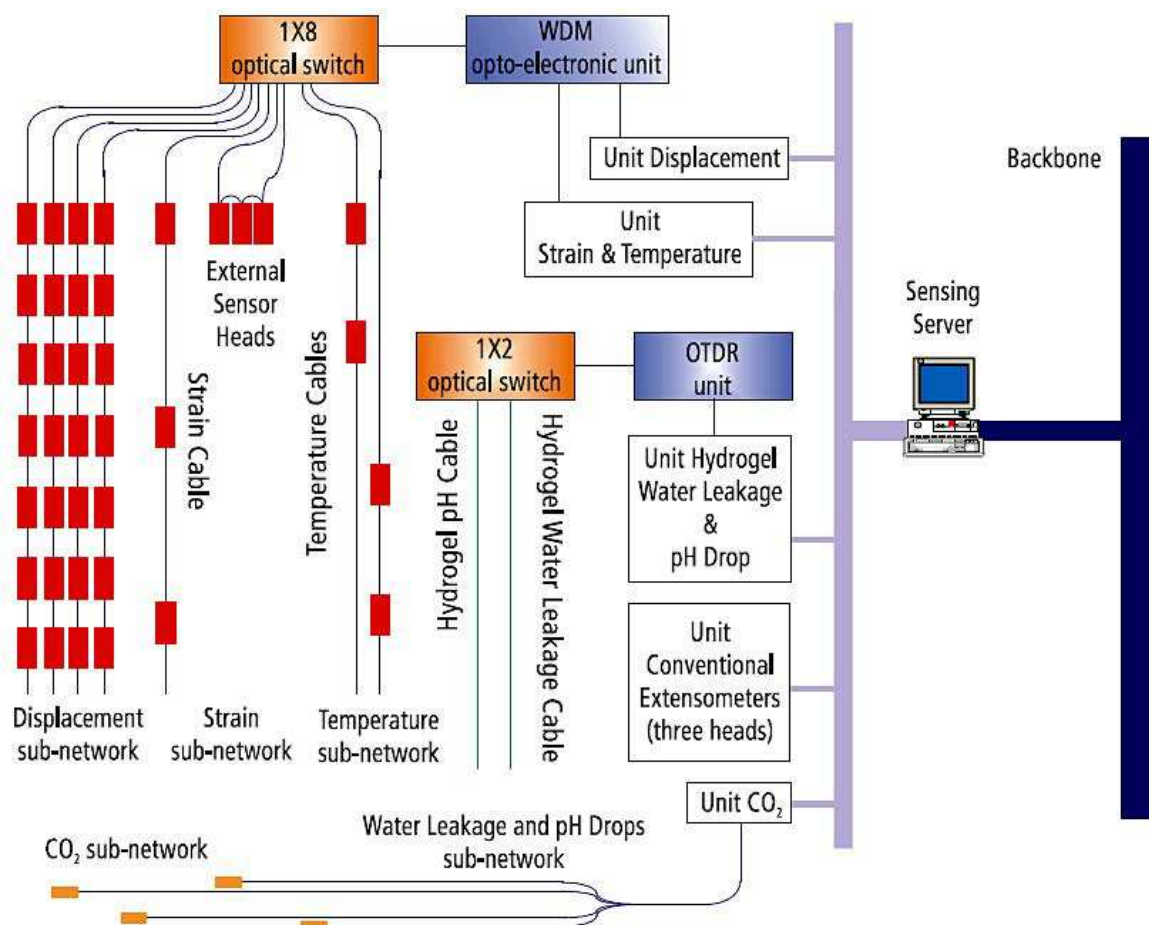 1X8
optical switch
WDM
opto-electronic unit
Unit Displacement
Backbone
Unit
Strain & Temperature
External
Sensor
Heads
Sensing
Server
Strain Cable
Temperature Cables
1X2
optical switch
OTDR
unit
Hydrogel pH Cable
Hydrogel Water Leakage Cable
Unit Hydrogel
Water Leakage
&
pH Drop
Unit
Conventional
Extensometers
(three heads)
Displacement
sub-network
Strain
sub-network
Temperature
sub-network
Unit CO₂
Water Leakage and pH Drops
sub-network
CO₂ sub-network